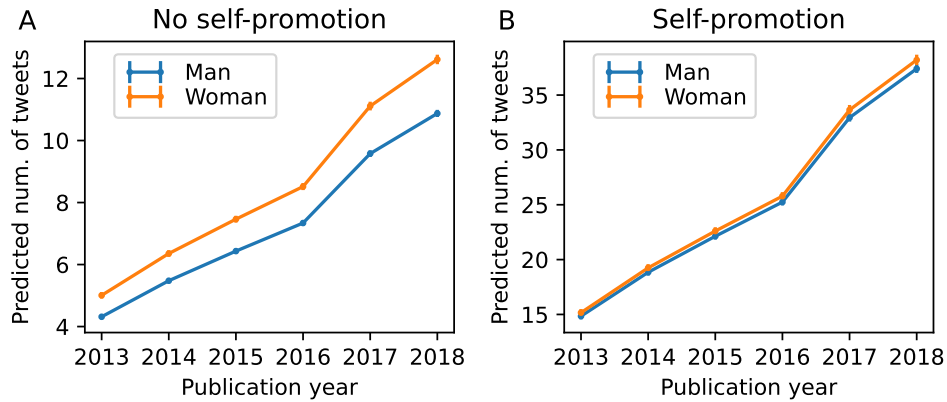 A
No self-promotion
Predicted num. of tweets
12
10
8
6
4
Man
Woman
2013 2014 2015 2016 2017 2018
Publication year
B
Self-promotion
Predicted num. of tweets
35
30
25
20
15
Man
Woman
2013 2014 2015 2016 2017 2018
Publication year